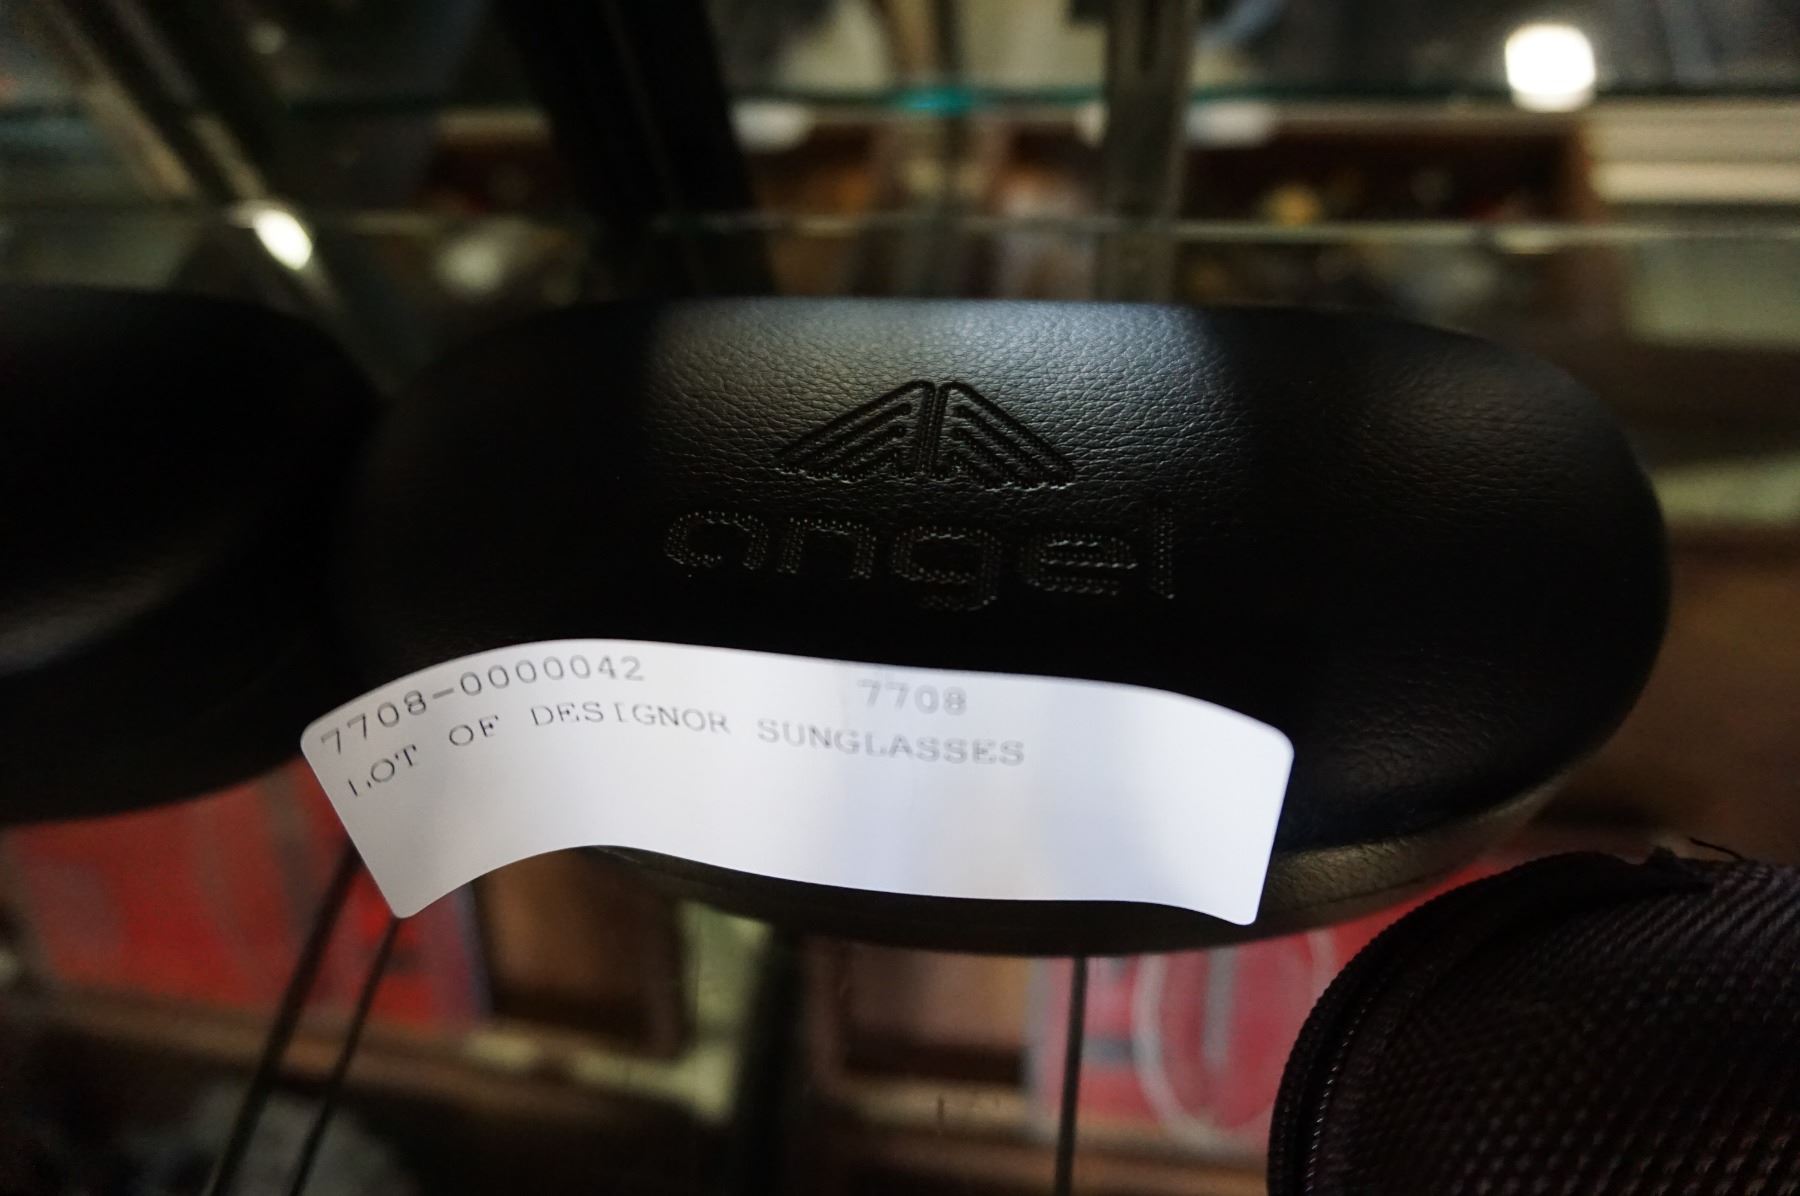 angel
7708-0000042 7708
LOT OF DESIGNOR SUNGLASSES